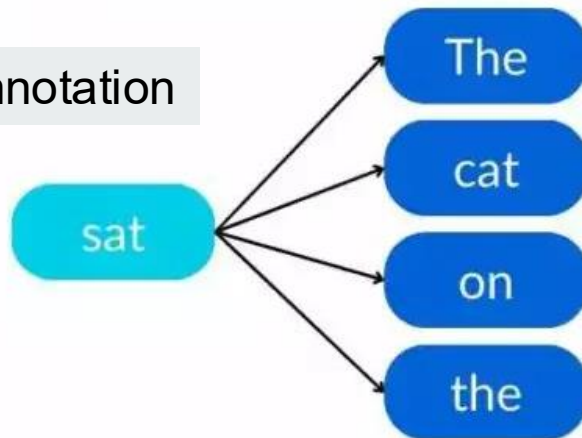 The
nnotation
cat
sat
on
the